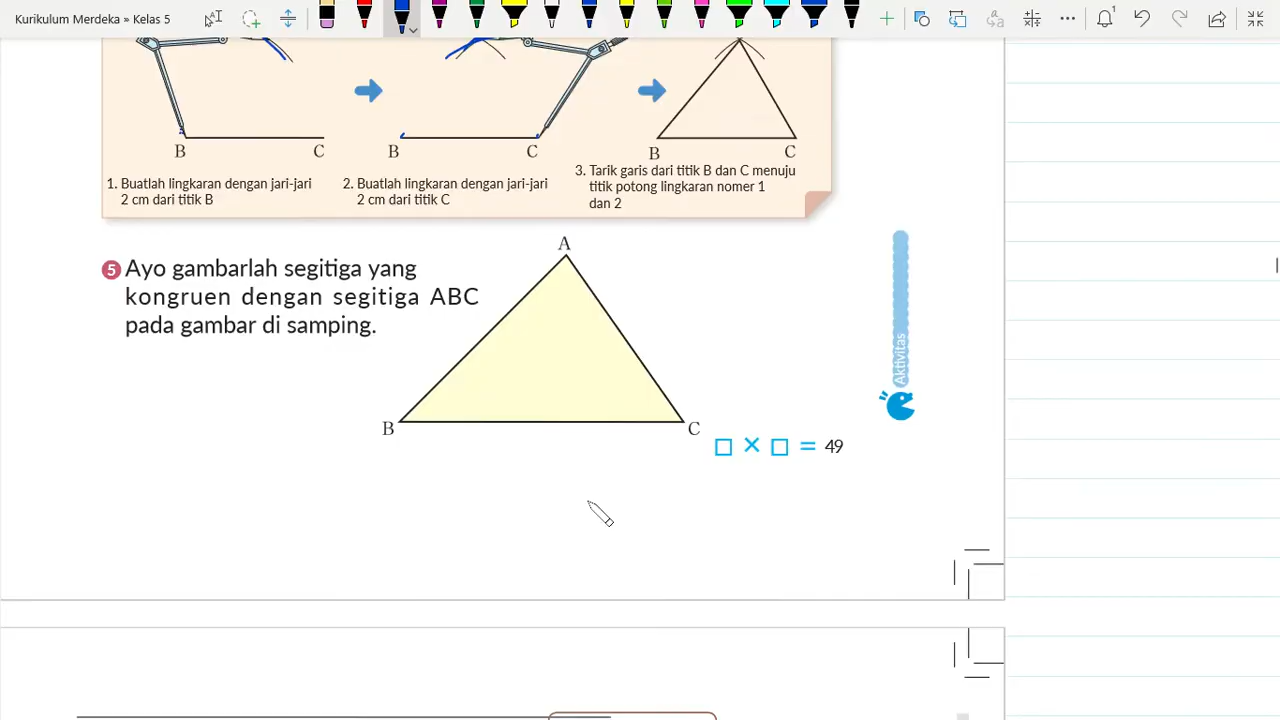 Kurikulum Merdeka » Kelas 5
B C
B C
B C
1. Buatlah lingkaran dengan jari-jari
2 cm dari titik B
2. Buatlah lingkaran dengan jari-jari
2 cm dari titik C
3. Tarik garis dari titik B dan C menuju
titik potong lingkaran nomer 1
dan 2
5 Ayo gambarlah segitiga yang
kongruen dengan segitiga ABC
pada gambar di samping.
A
B
C
□ × □ = 49
Aktivitas